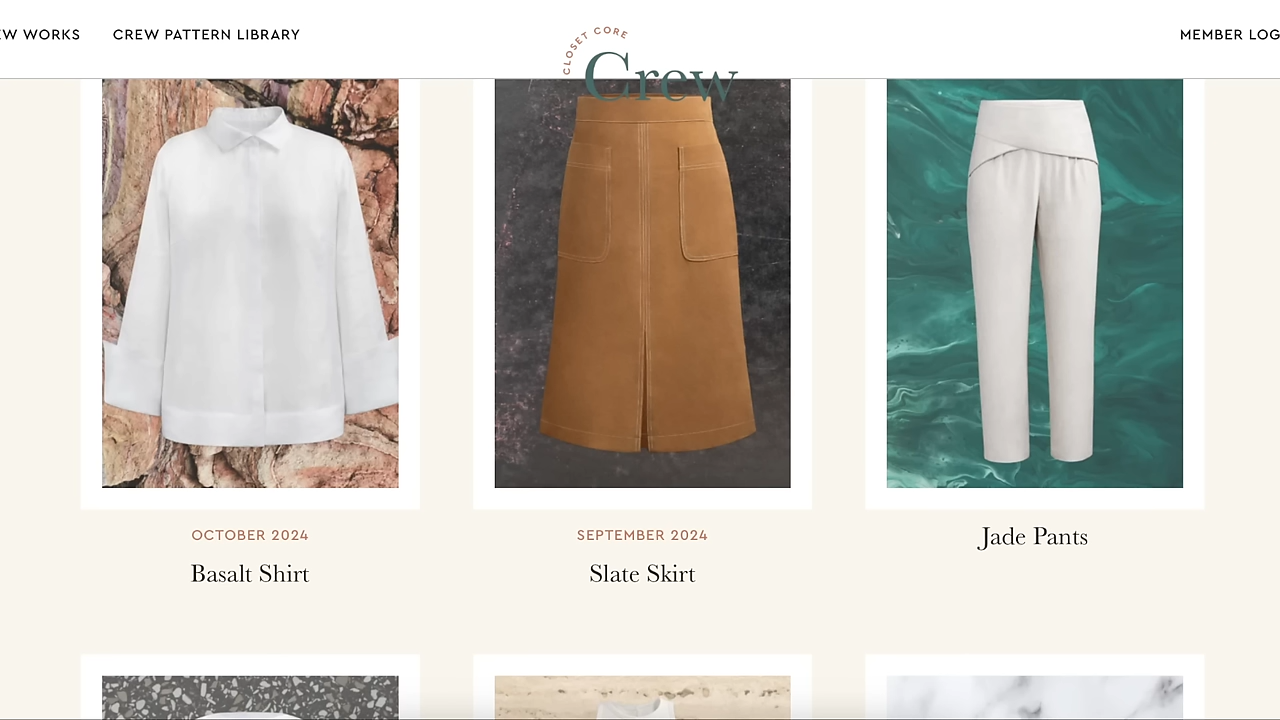 EW WORKS
CREW PATTERN LIBRARY
CLOSET CORE
Crew
MEMBER LOG
OCTOBER 2024
Basalt Shirt
SEPTEMBER 2024
Slate Skirt
Jade Pants